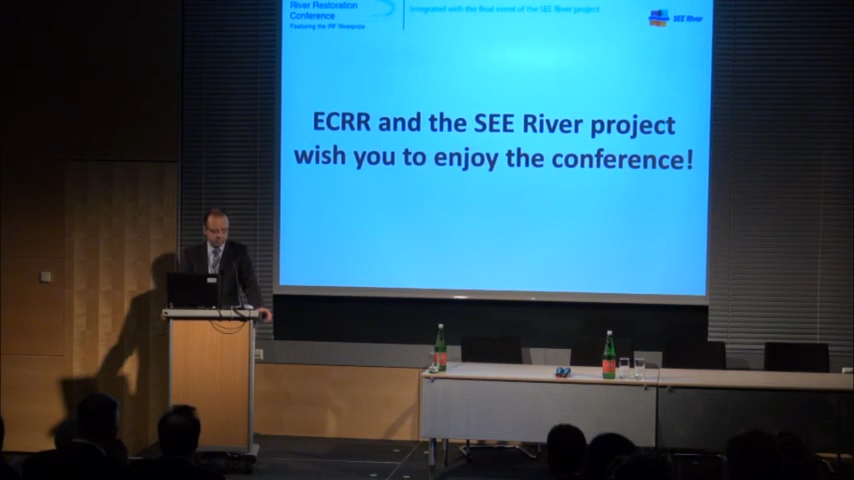 River Restoration
Conference
Featuring the IRF Riverprize
Integrated with the final event of the SEE River project
SEE River
ECRR and the SEE River project
wish you to enjoy the conference!